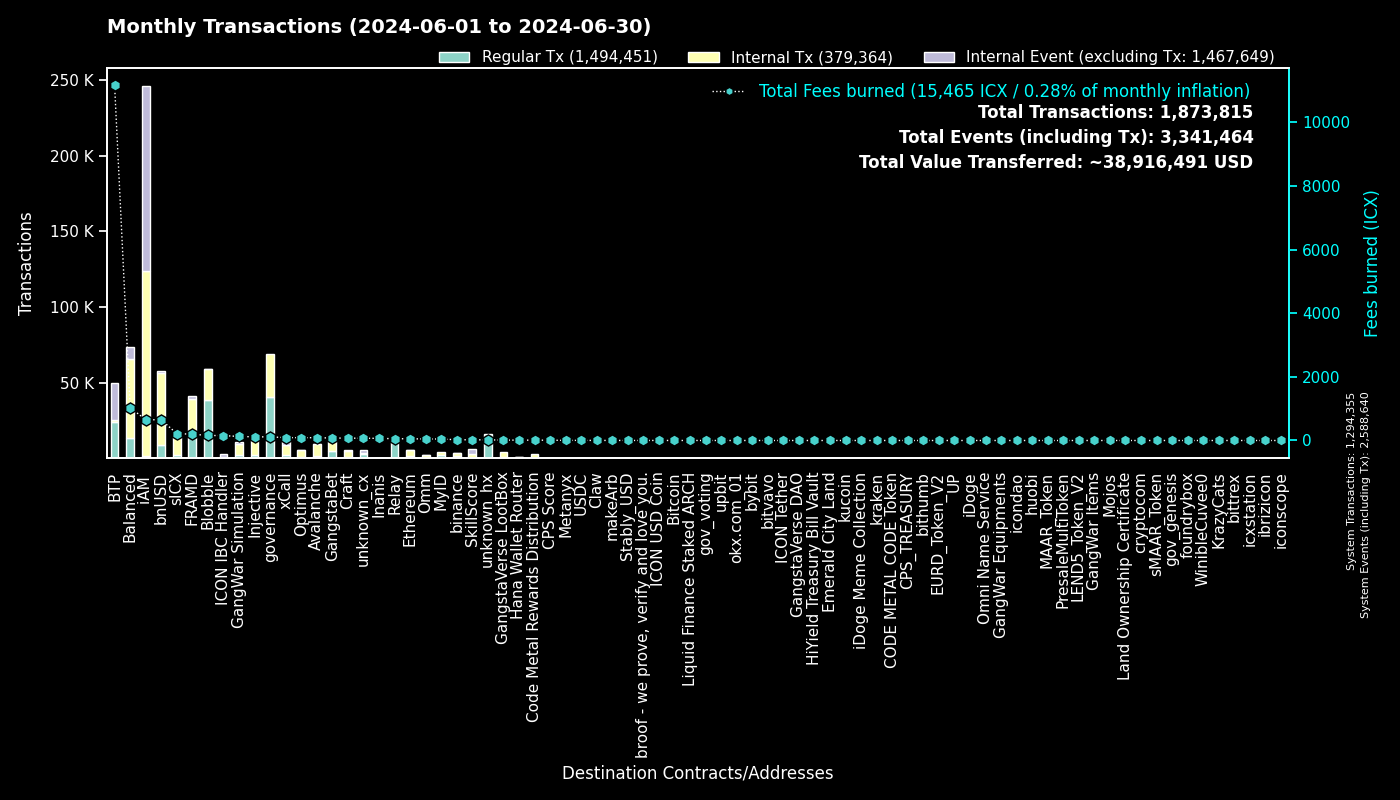 Monthly Transactions (2024-06-01 to 2024-06-30)
Regular Tx (1,494,451)
Internal Tx (379,364)
Internal Event (excluding Tx: 1,467,649)
Total Fees burned (15,465 ICX / 0.28% of monthly inflation)
Total Transactions: 1,873,815
Total Events (including Tx): 3,341,464
Total Value Transferred: ~38,916,491 USD
Transactions
250 K
200 K
150 K
100 K
50 K
10000
8000
6000
4000
2000
0
Fees burned (ICX)
System Transactions: 1,294,355
System Events (including Tx): 2,588,640
BTP
Balanced
iAM
bnUSD
sICX
FRAMD
Blobble
ICON IBC Handler
GangWar Simulation
Injective
governance
xCall
Optimus
Avalanche
GangstaBet
Craft
unknown_cx
Inanis
Relay
Ethereum
Omm
MyID
binance
SkillScore
unknown_hx
GangstaVerse LootBox
Hana Wallet Router
Code Metal Rewards Distribution
CPS Score
Metanyx
USDC
Claw
makeArb
Stably_USD
broof - we prove, verify and love you.
ICON USD Coin
Bitcoin
Liquid Finance Staked ARCH
gov_voting
upbit
okx.com_01
bybit
bitvavo
ICON Tether
GangstaVerse DAO
HiYield Treasury Bill Vault
Emerald City Land
kucoin
iDoge Meme Collection
kraken
CODE METAL CODE Token
CPS_TREASURY
bithumb
EURD_Token_V2
UP
iDoge
Omni Name Service
GangWar Equipments
icondao
huobi
MAAR_Token
PresaleMultiToken
LEND5_Token_V2
GangWar Items
Mojos
Land Ownership Certificate
cryptocom
sMAAR_Token
gov_genesis
foundrybox
WinibleCuvee0
KrazyCats
bittrex
icxstation
ibrizicon
iconscope
Destination Contracts/Addresses